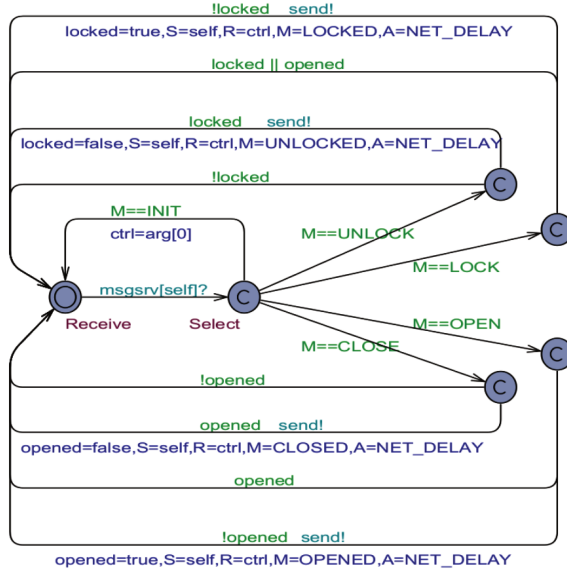 !locked send!
locked=true,S=self,R=ctrl,M=LOCKED,A=NET_DELAY
locked || opened
locked send!
locked=false,S=self,R=ctrl,M=UNLOCKED,A=NET_DELAY
!locked
C
M==INIT
ctrl=arg[0]
M==UNLOCK
C
M==LOCK
msgsrv[self]?
C
Receive
Select
M==OPEN
M==CLOSE
C
!opened
C
opened send!
opened=false,S=self,R=ctrl,M=CLOSED,A=NET_DELAY
opened
!opened send!
opened=true,S=self,R=ctrl,M=OPENED,A=NET_DELAY